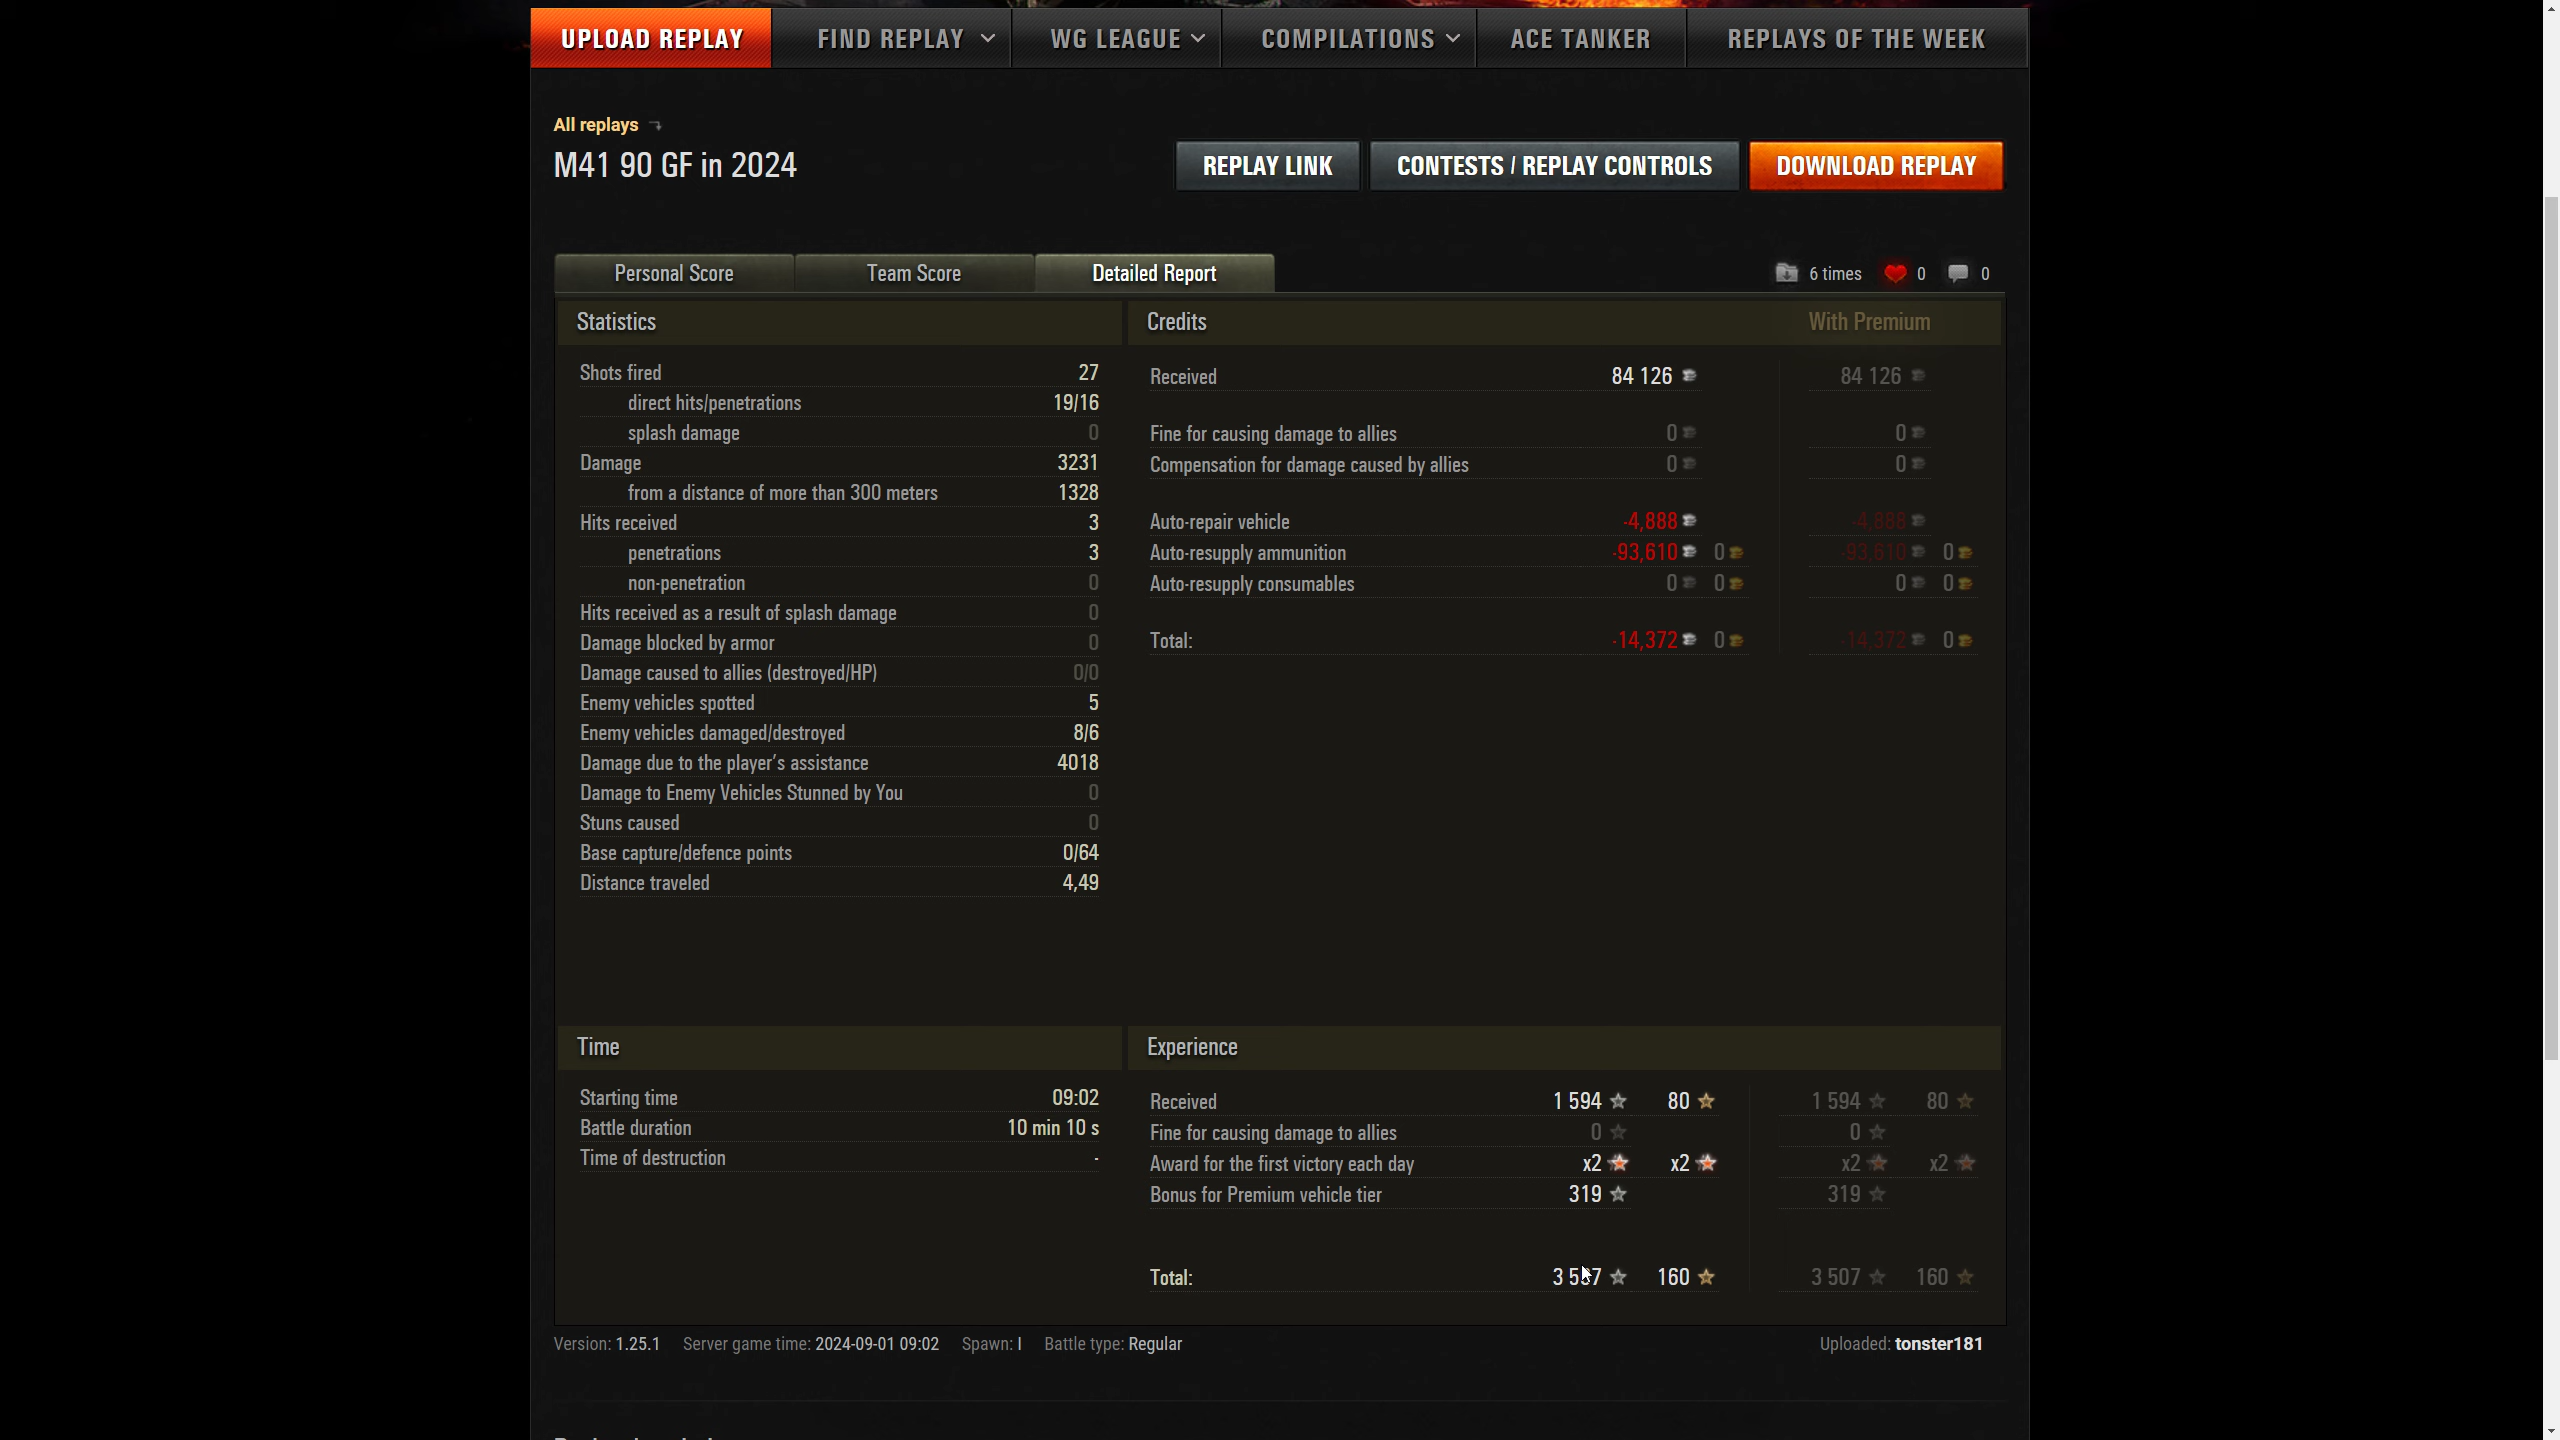 UPLOAD REPLAY FIND REPLAY WG LEAGUE COMPILATIONS ACE TANKER REPLAYS OF THE WEEK
All replays
M41 90 GF in 2024 REPLAY LINK CONTESTS / REPLAY CONTROLS DOWNLOAD REPLAY
Personal Score Team Score Detailed Report 6 times 0 0
Statistics
Shots fired 27
direct hits/penetrations 19/16
splash damage 0
Damage 3231
from a distance of more than 300 meters 1328
Hits received 3
penetrations 3
non-penetration 0
Hits received as a result of splash damage 0
Damage blocked by armor 0
Damage caused to allies (destroyed/HP) 0/0
Enemy vehicles spotted 5
Enemy vehicles damaged/destroyed 8/6
Damage due to the player's assistance 4018
Damage to Enemy Vehicles Stunned by You 0
Stuns caused 0
Base capture/defence points 0/64
Distance traveled 4,49
Credits With Premium
Received 84 126 84 126
Fine for causing damage to allies 0 0
Compensation for damage caused by allies 0 0
Auto-repair vehicle -4,888 -4,888
Auto-resupply ammunition -93,610 0 -93,610 0
Auto-resupply consumables 0 0 0 0
Total: -14,372 0 -14,372 0
Time
Starting time 09:02
Battle duration 10 min 10 s
Time of destruction -
Experience
Received 1 594 80 1 594 80
Fine for causing damage to allies 0 0
Award for the first victory each day x2 x2 x2 x2
Bonus for Premium vehicle tier 319 319
Total: 160 3 507 160
Version: 1.25.1 Server game time: 2024-09-01 09:02 Spawn: I Battle type: Regular Uploaded: tonster181